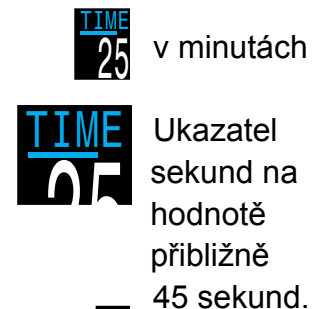 TIME
25 v minutách
TIME Ukazatel
25 sekund na
hodnotě
přibližně
45 sekund.